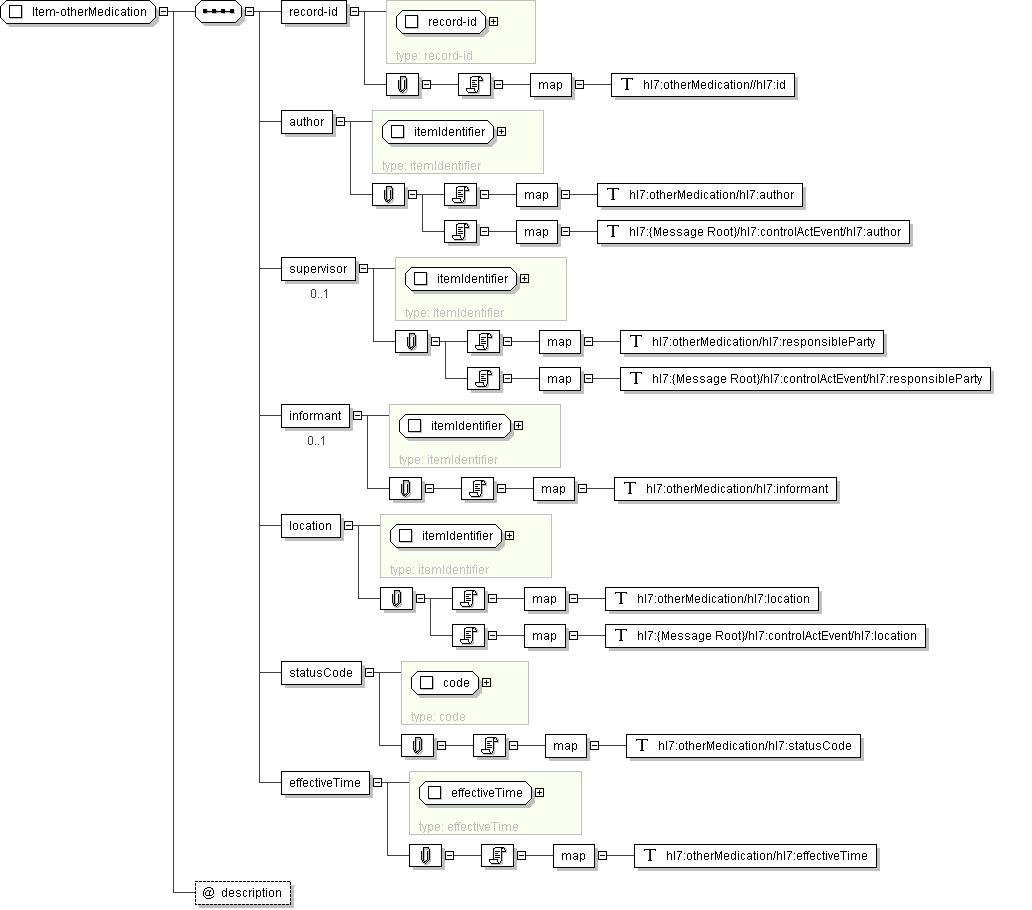 Item-otherMedication
record-id
record-id
type: record-id
map
T hl7:otherMedication//hl7:id
author
itemIdentifier
type: itemIdentifier
map
T hl7:otherMedication/hl7:author
map
T hl7:{Message Root}/hl7:controlActEvent/hl7:author
supervisor
0..1
itemIdentifier
type: itemIdentifier
map
T hl7:otherMedication/hl7:responsibleParty
map
T hl7:{Message Root}/hl7:controlActEvent/hl7:responsibleParty
informant
0..1
itemIdentifier
type: itemIdentifier
map
T hl7:otherMedication/hl7:informant
location
itemIdentifier
type: itemIdentifier
map
T hl7:otherMedication/hl7:location
map
T hl7:{Message Root}/hl7:controlActEvent/hl7:location
statusCode
code
type: code
map
T hl7:otherMedication/hl7:statusCode
effectiveTime
effectiveTime
type: effectiveTime
map
T hl7:otherMedication/hl7:effectiveTime
@ description